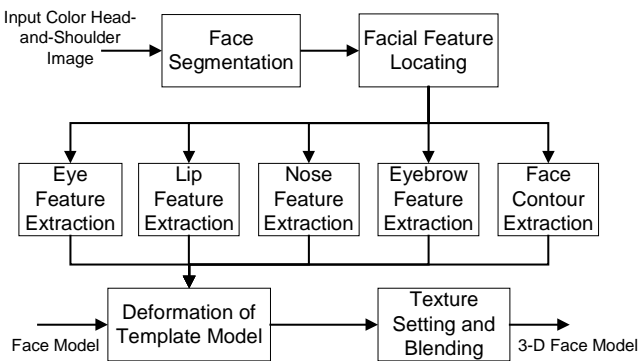 Input Color Head-
and-Shoulder
Image
Face
Segmentation
Facial Feature
Locating
Eye
Feature
Extraction
Lip
Feature
Extraction
Nose
Feature
Extraction
Eyebrow
Feature
Extraction
Face
Contour
Extraction
Face Model
Deformation of
Template Model
Texture
Setting and
Blending
3-D Face Model